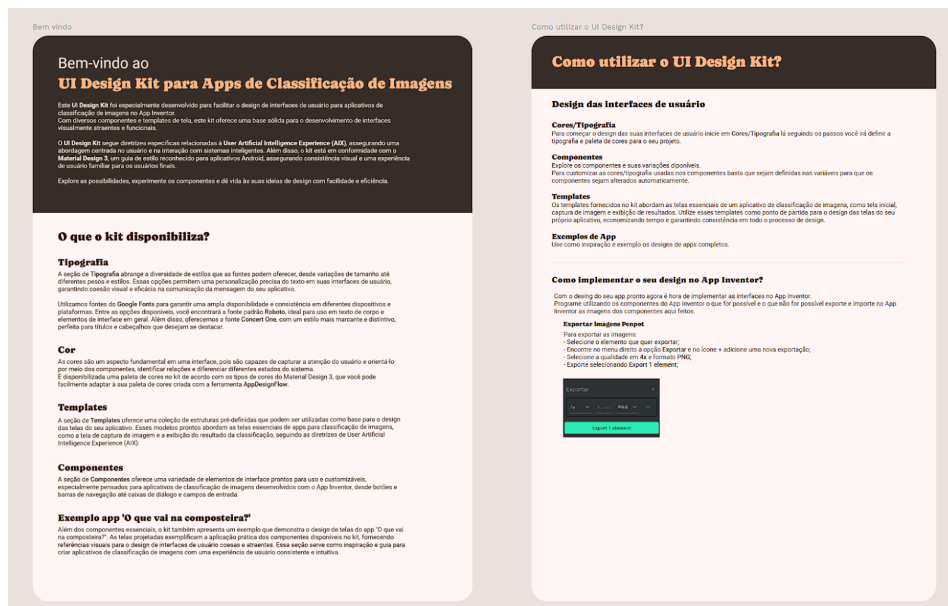 Bem vindo
Bem-vindo ao
UI Design Kit para Apps de Classificação de Imagens
Este UI Design Kit foi especialmente desenvolvido para facilitar o design de interfaces de usuário para aplicativos de
classificação de imagens no App Inventor.
Com diversos componentes e templates de tela, este kit oferece uma base sólida para o desenvolvimento de interfaces
visualmente atraentes e funcionais.
O UI Design Kit segue diretrizes específicas relacionadas à User Artificial Intelligence Experience (AIX), assegurando uma
abordagem centrada no usuário e na interação com sistemas inteligentes. Além disso, o kit está em conformidade com o
Material Design 3, um guia de estilo reconhecido para aplicativos Android, assegurando consistência visual e uma experiência
de usuário familiar para os usuários finais.
Explore as possibilidades, experimente os componentes e dê vida às suas ideias de design com facilidade e eficiência.
O que o kit disponibiliza?
Tipografia
A seção de Tipografia abrange a diversidade de estilos que as fontes podem oferecer, desde variações de tamanho até
diferentes pesos e estilos. Essas opções permitem uma personalização precisa do texto em suas interfaces de usuário,
garantindo coesão visual e eficácia na comunicação da mensagem do seu aplicativo.
Utilizamos fontes do Google Fonts para garantir uma ampla disponibilidade e consistência em diferentes dispositivos e
plataformas. Entre as opções disponíveis, você encontrará a fonte padrão Roboto, ideal para uso em texto de corpo e
elementos de interface em geral. Além disso, oferecemos a fonte Concert One, com um estilo mais marcante e distintivo,
perfeita para títulos e cabeçalhos que desejam se destacar.
Cor
As cores são um aspecto fundamental em uma interface, pois são capazes de capturar a atenção do usuário e orientá-lo
por meio dos componentes, identificar relações e diferenciar diferentes estados do sistema.
É disponibilizada uma paleta de cores no kit de acordo com os tipos de cores do Material Design 3, que você pode
facilmente adaptar à sua paleta de cores criada com a ferramenta AppDesignFlow.
Templates
A seção de Templates oferece uma coleção de estruturas pré-definidas que podem ser utilizadas como base para o design
das telas do seu aplicativo. Esses modelos prontos abordam as telas essenciais de apps para classificação de imagens,
como a tela de captura de imagem e a exibição do resultado da classificação, seguindo as diretrizes de User Artificial
Intelligence Experience (AIX).
Componentes
A seção de Componentes oferece uma variedade de elementos de interface prontos para uso e customizáveis,
especialmente pensados para aplicativos de classificação de imagens desenvolvidos com o App Inventor, desde botões e
barras de navegação até caixas de diálogo e campos de entrada.
Exemplo app 'O que vai na composteira?'
Além dos componentes essenciais, o kit também apresenta um exemplo que demonstra o design de telas do app "O que vai
na composteira?". As telas projetadas exemplificam a aplicação prática dos componentes disponíveis no kit, fornecendo
referências visuais para o design de interfaces de usuário coesas e atraentes. Essa seção serve como inspiração e guia para
criar aplicativos de classificação de imagens com uma experiência de usuário consistente e intuitiva.
Como utilizar o UI Design Kit?
Como utilizar o UI Design Kit?
Design das interfaces de usuário
Cores/Tipografia
Para começar o design das suas interfaces de usuário inicie em Cores/Tipografia lá seguindo os passos você irá definir a
tipografia e paleta de cores para o seu projeto.
Componentes
Explore os componentes e suas variações diponíveis.
Para customizar as cores/tipografia usadas nos componentes basta que sejam definidas nas variáveis para que os
componentes sejam alterados automaticamente.
Templates
Os templates fornecidos no kit abordam as telas essenciais de um aplicativo de classificação de imagens, como tela inicial,
captura de imagem e exibição de resultados. Utilize esses templates como ponto de partida para o design das telas do seu
próprio aplicativo, economizando tempo e garantindo consistência em todo o processo de design.
Exemplos de App
Use como inspiração e exemplo os designs de apps completos.
Como implementar o seu design no App Inventor?
Com o desing do seu app pronto agora é hora de implementar as interfaces no App Inventor.
Programe utilizando os componentes do App Inventor o que for possível e o que não for possível exporte e importe no App
Inventor as imagens dos componentes aqui feitos.
Exportar Imagens Penpot
Para exportar as imagens:
- Selecione o elemento que quer exportar;
- Encontre no menu direito a opção Exportar e no ícone + adicione uma nova exportação;
- Selecione a qualidade em 4x e formato PNG;
- Exporte selecionando Export 1 element;
Exportar
PNG
Export 1 element